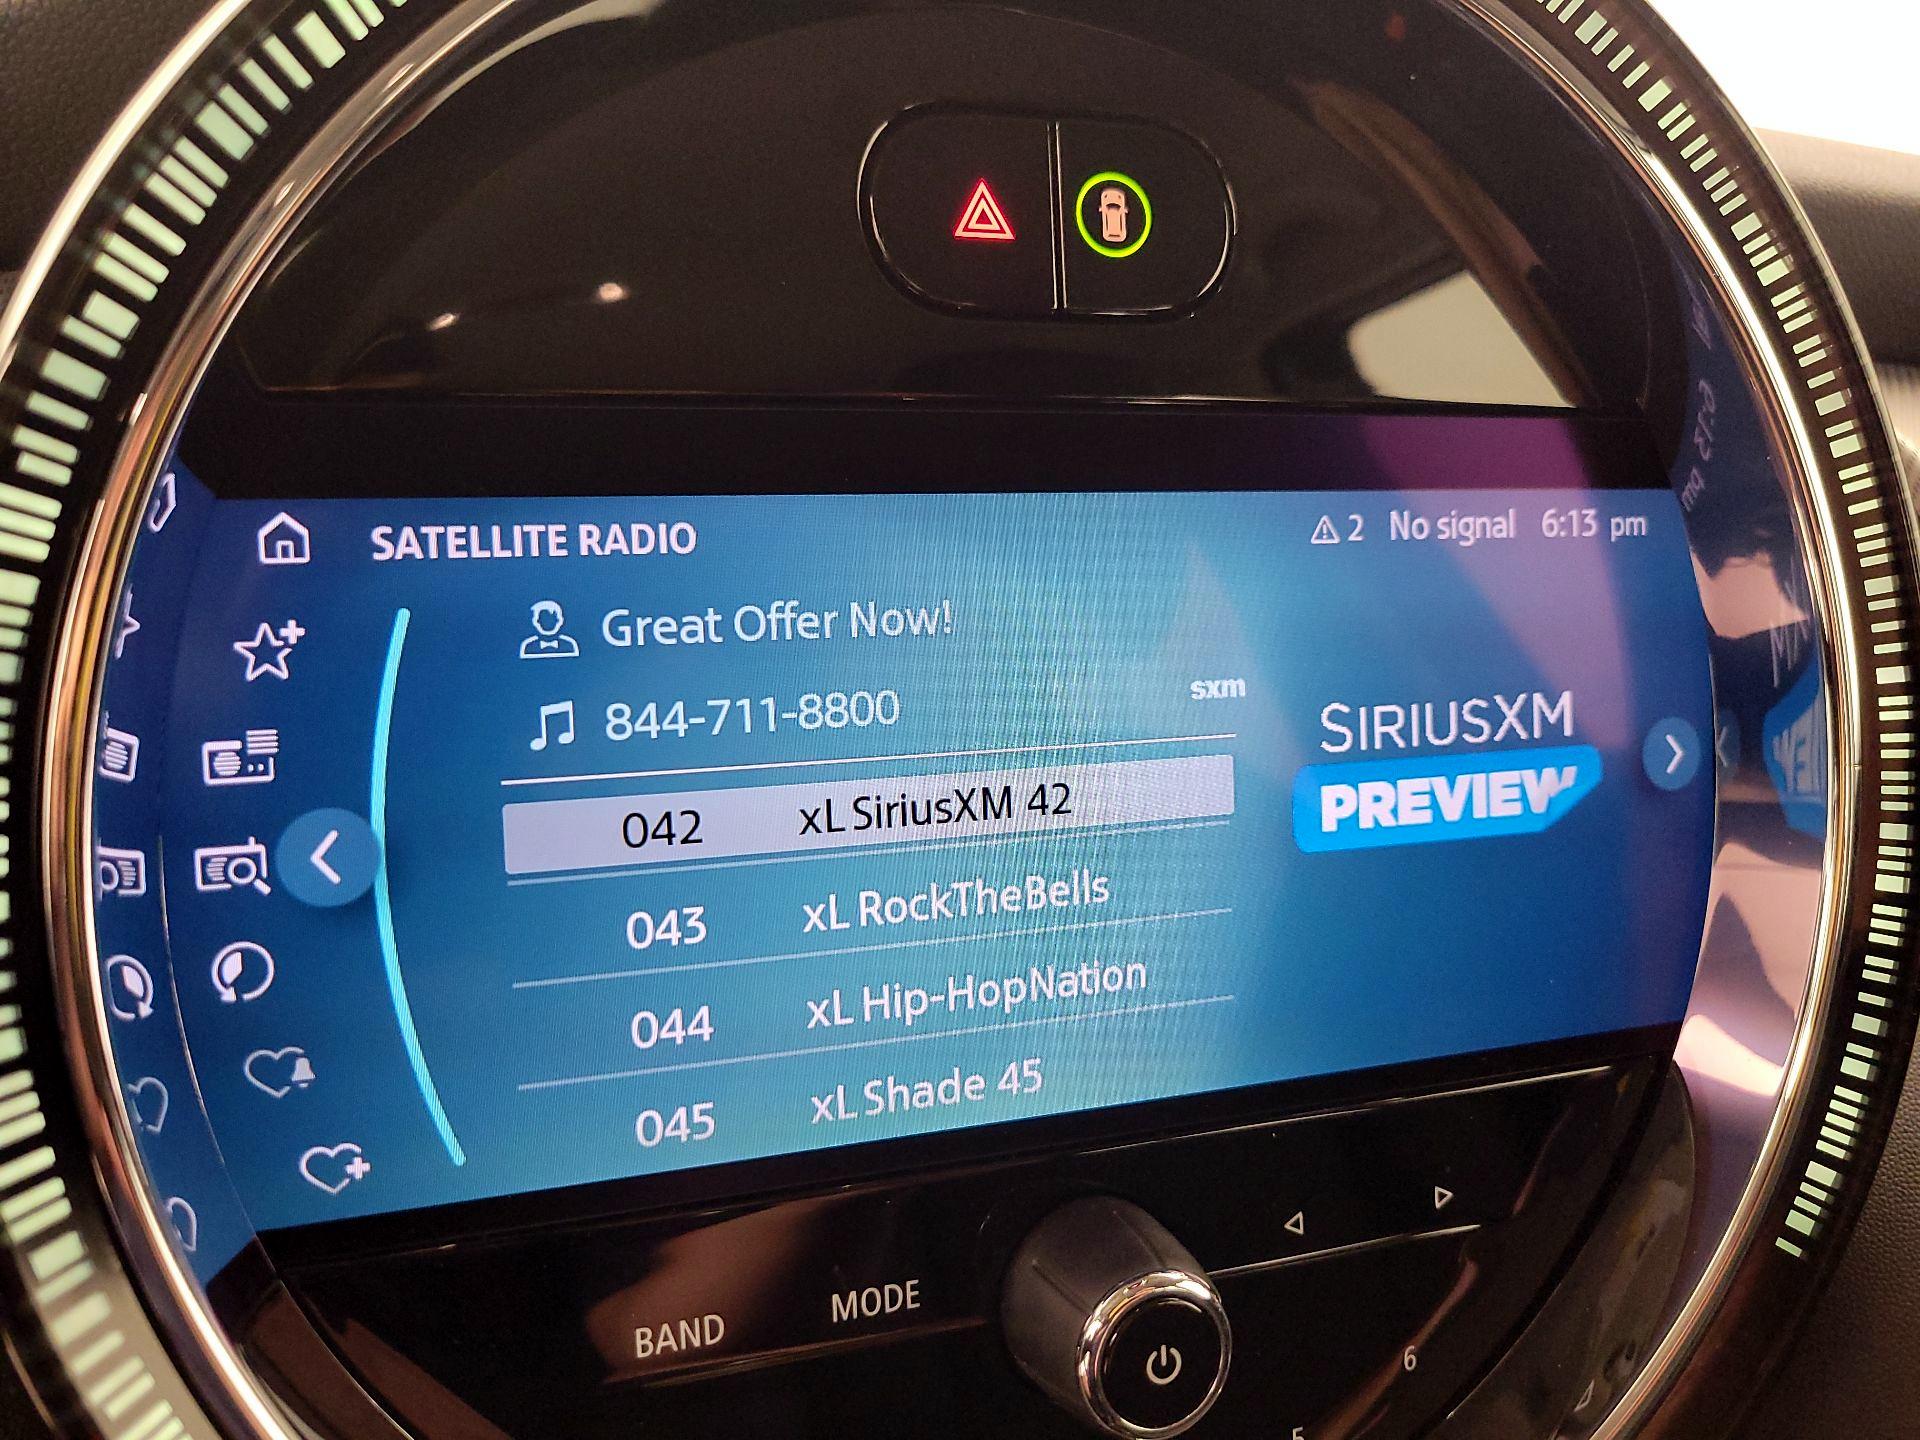 SATELLITE RADIO
2 No signal 6:13 pm
Great Offer Now!
844-711-8800
sxm
SIRIUSXM
PREVIEW
042 xL SiriusXM 42
043 xL RockTheBells
044 xL Hip-HopNation
045 xL Shade 45
BAND
MODE
6
5